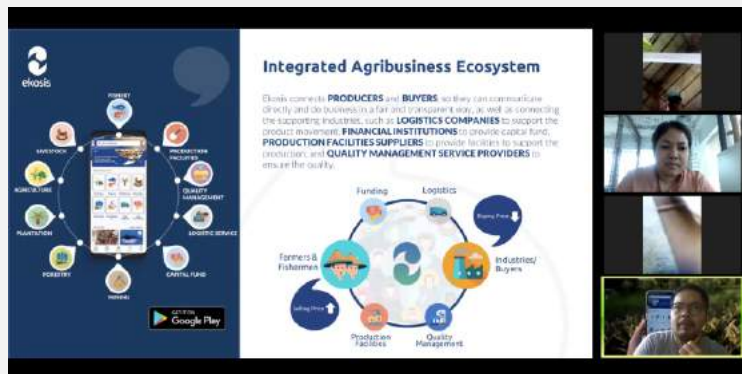 ekosis
FISHERY
LIVESTOCK
PRODUCTION
FACILITIES
AGRICULTURE
QUALITY
MANAGEMENT
PLANTATION
LOGISTIC SERVICE
FORESTRY
CAPITAL FUND
MINING
GET IT ON
Google Play
Integrated Agribusiness Ecosystem
Ekosis connects PRODUCERS and BUYERS, so they can communicate
directly and do business in a fair and transparent way, as well as connecting
the supporting industries, such as LOGISTICS COMPANIES to support the
product movement, FINANCIAL INSTITUTIONS to provide capital fund,
PRODUCTION FACILITIES SUPPLIERS to provide facilities to support the
production, and QUALITY MANAGEMENT SERVICE PROVIDERS to
ensure the quality.
Funding
Logistics
Buying Price
Farmers &
Fishermen
Industries/
Buyers
Selling Price
Production
Facilities
Quality
Management